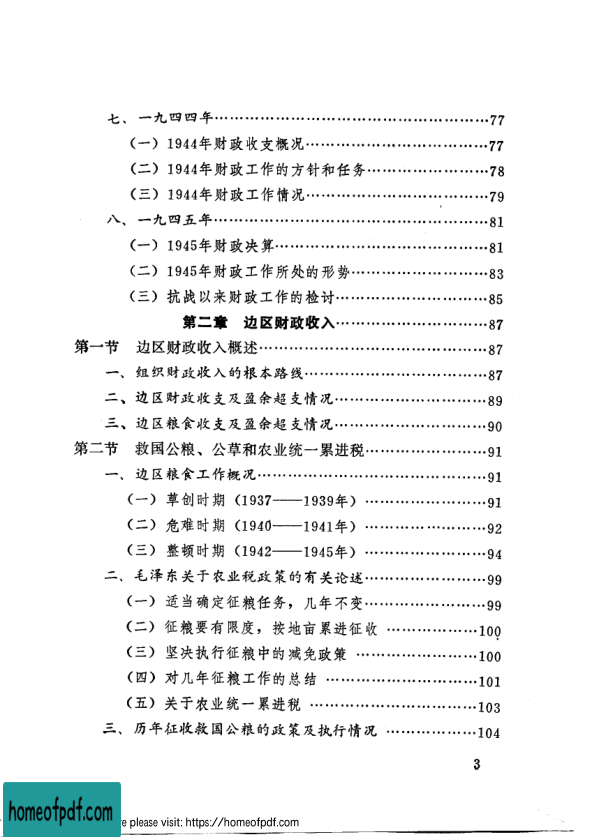 七、一九四四年……………………………………………77
（一）1944年财政收支概况……………………………77
（二）1944年财政工作的方针和任务…………………78
（三）1944年财政工作情况……………………………79
八、一九四五年……………………………………………81
（一）1945年财政决算…………………………………81
（二）1945年财政工作所处的形势……………………83
（三）抗战以来财政工作的检讨………………………85
第二章 边区财政收入………………………87
第一节 边区财政收入概述……………………………………87
一、组织财政收入的根本路线……………………………87
二、边区财政收支及盈余超支情况………………………89
三、边区粮食收支及盈余超支情况………………………90
第二节 救国公粮、公草和农业统一累进税…………………91
一、边区粮食工作概况……………………………………91
（一）草创时期（1937——1939年）…………………91
（二）危难时期（1940——1941年）…………………92
（三）整顿时期（1942——1945年）…………………94
二、毛泽东关于农业税政策的有关论述…………………99
（一）适当确定征粮任务，几年不变…………………99
（二）征粮要有限度，按地亩累进征收 ………………100
（三）坚决执行征粮中的减免政策 …………………100
（四）对几年征粮工作的总结 ………………………101
（五）关于农业统一累进税 …………………………103
三、历年征收救国公粮的政策及执行情况 ………………104
3
homeofpdf.com
re please visit: https://homeofpdf.com